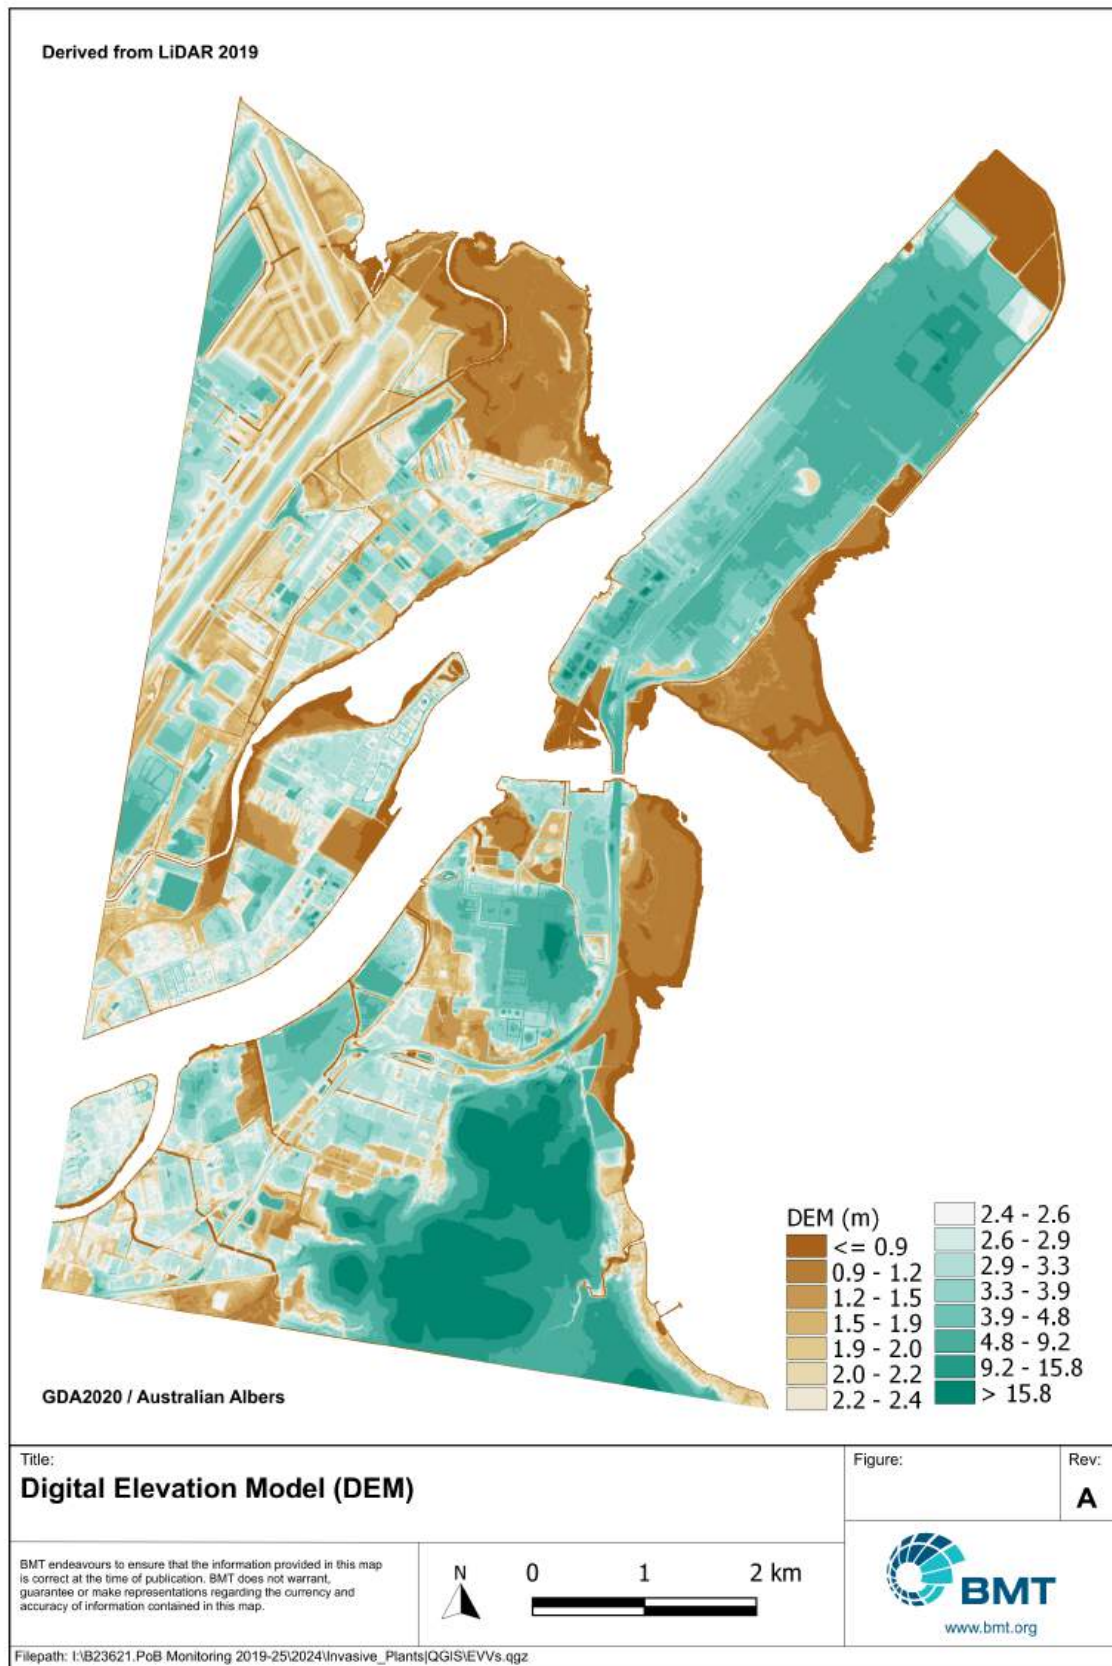 Derived from LiDAR 2019
DEM (m)
<= 0.9
0.9 - 1.2
1.2 - 1.5
1.5 - 1.9
1.9 - 2.0
2.0 - 2.2
2.2 - 2.4
2.4 - 2.6
2.6 - 2.9
2.9 - 3.3
3.3 - 3.9
3.9 - 4.8
4.8 - 9.2
9.2 - 15.8
> 15.8
GDA2020 / Australian Albers
Title:
Digital Elevation Model (DEM)
Figure:
Rev:
A
BMT endeavours to ensure that the information provided in this map
is correct at the time of publication. BMT does not warrant,
guarantee or make representations regarding the currency and
accuracy of information contained in this map.
N
0 1 2 km
BMT
www.bmt.org
Filepath: I:\B23621.PoB Monitoring 2019-25\2024\Invasive_Plants|QGIS\EVVs.qgz